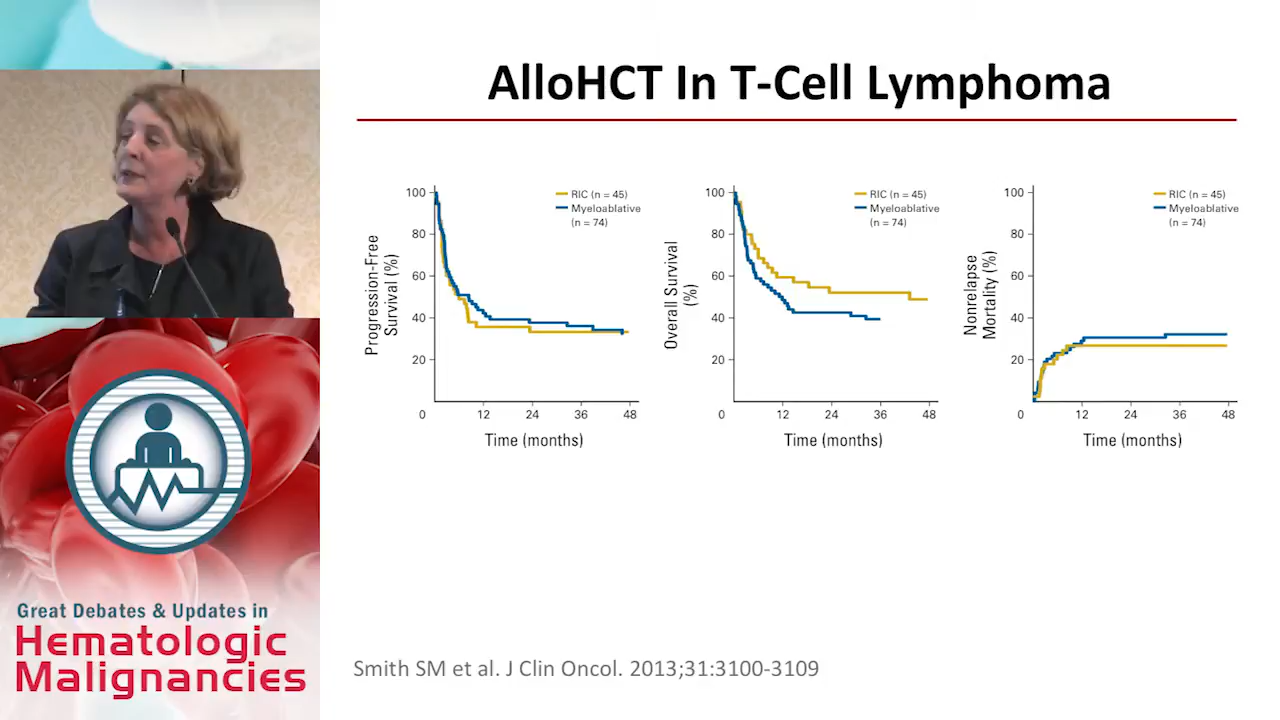 AlloHCT In T-Cell Lymphoma
Progression-Free
Survival (%)
100
80
60
40
20
0
12
24
36
48
Time (months)
RIC (n = 45)
Myeloablative
(n = 74)
Overall Survival
(%)
100
80
60
40
20
0
12
24
36
48
Time (months)
RIC (n = 45)
Myeloablative
(n = 74)
Nonrelapse
Mortality (%)
100
80
60
40
20
0
12
24
36
48
Time (months)
RIC (n = 45)
Myeloablative
(n = 74)
Great Debates & Updates in
Hematologic
Malignancies
Smith SM et al. J Clin Oncol. 2013;31:3100-3109